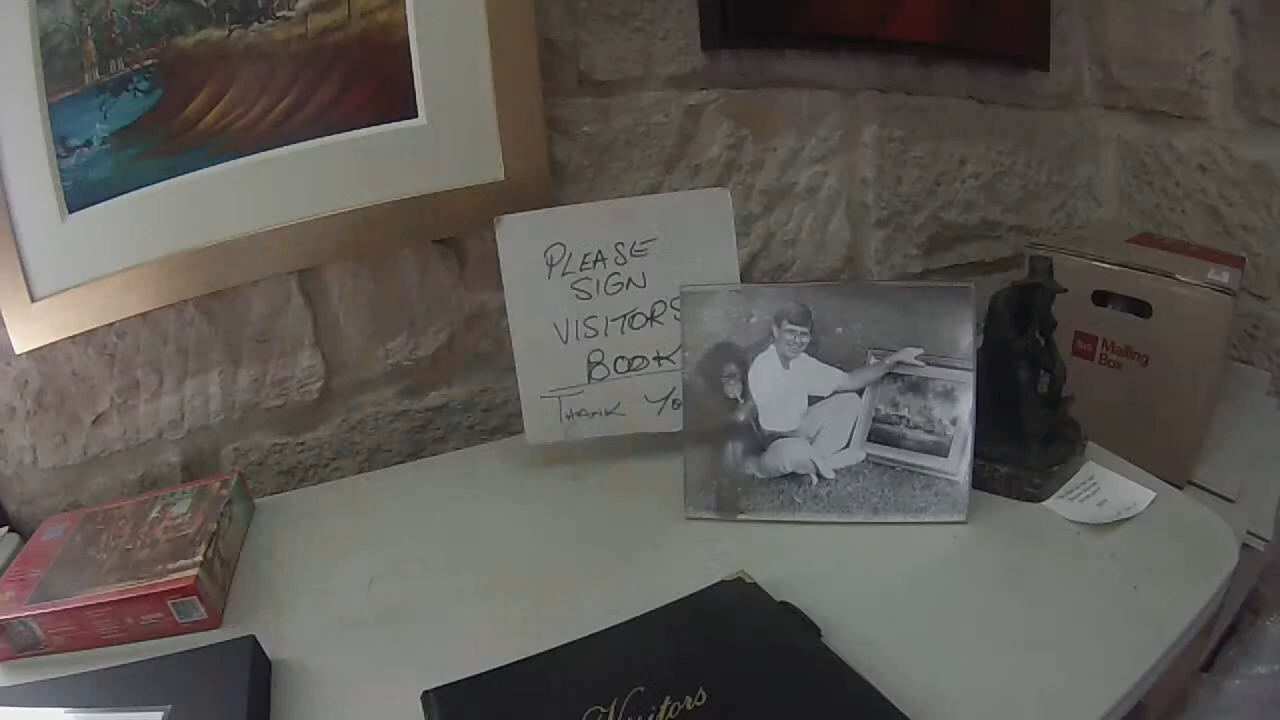 PLEASE
SIGN
VISITORS
BOOK
THANK YO
Mailing
Box
Visitors